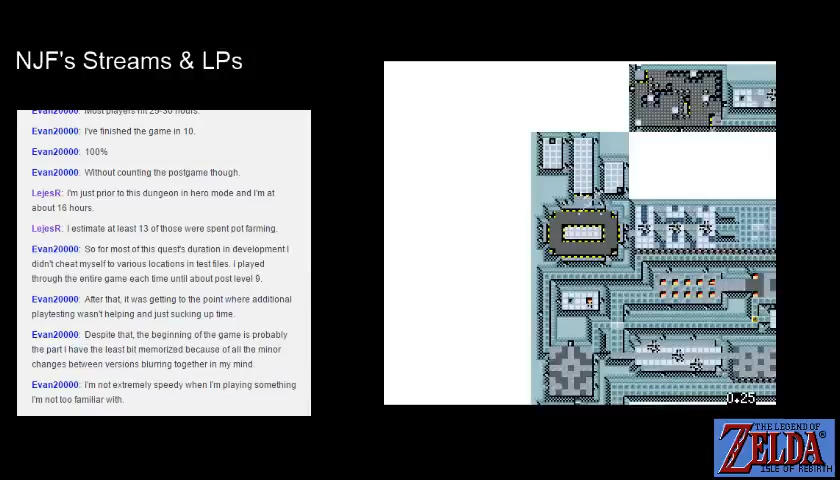 NJF's Streams & LPs
Evan20000: Most players hit 25-30 hours.
Evan20000: I've finished the game in 10.
Evan20000: 100%
Evan20000: Without counting the postgame though.
LejesR: I'm just prior to this dungeon in hero mode and I'm at
about 16 hours.
LejesR: I estimate at least 13 of those were spent pot farming.
Evan20000: So for most of this quest's duration in development I
didn't cheat myself to various locations in test files. I played
through the entire game each time until about post level 9.
Evan20000: After that, it was getting to the point where additional
playtesting wasn't helping and just sucking up time.
Evan20000: Despite that, the beginning of the game is probably
the part I have the least bit memorized because of all the minor
changes between versions blurring together in my mind.
Evan20000: I'm not extremely speedy when I'm playing something
I'm not too familiar with.
0.25
THE LEGEND OF
ZELDA®
ISLE OF REBIRTH